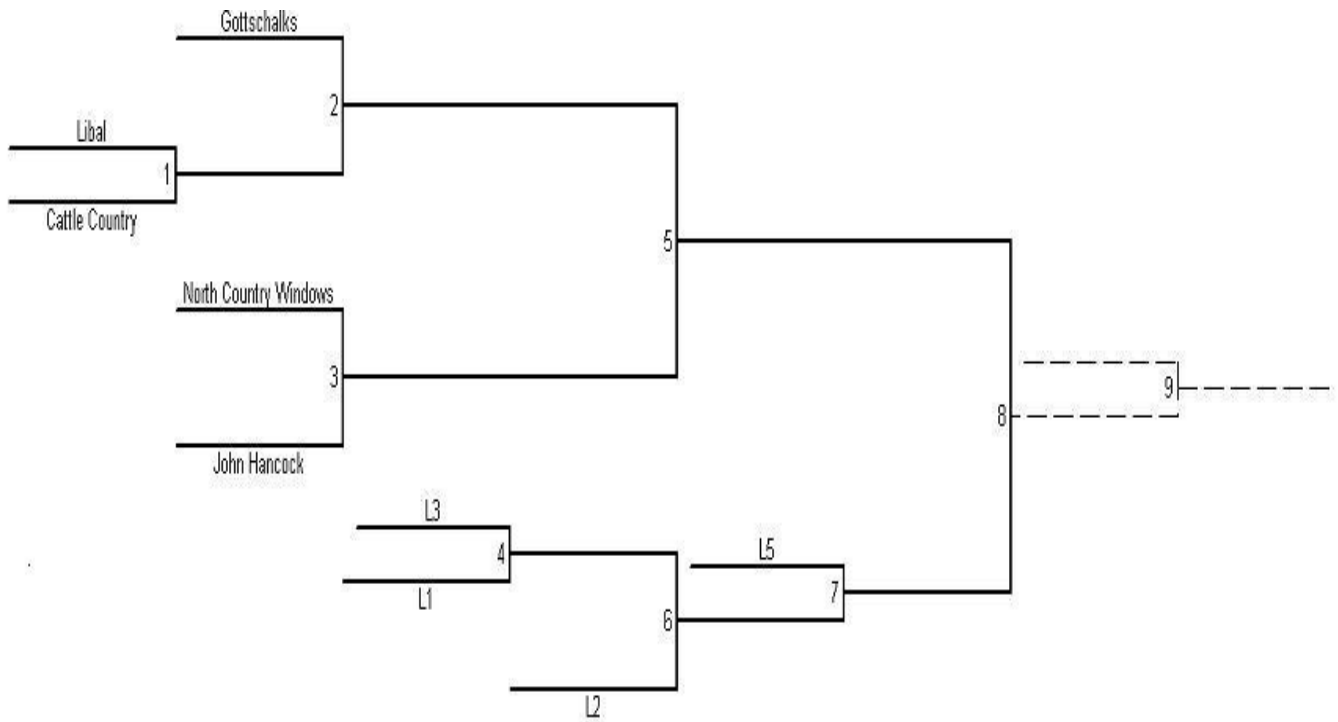 Gottschalks
2
Libal
1
Cattle Country
5
North Country Windows
3
John Hancock
9
8
L3
4
L1
L5
7
6
L2